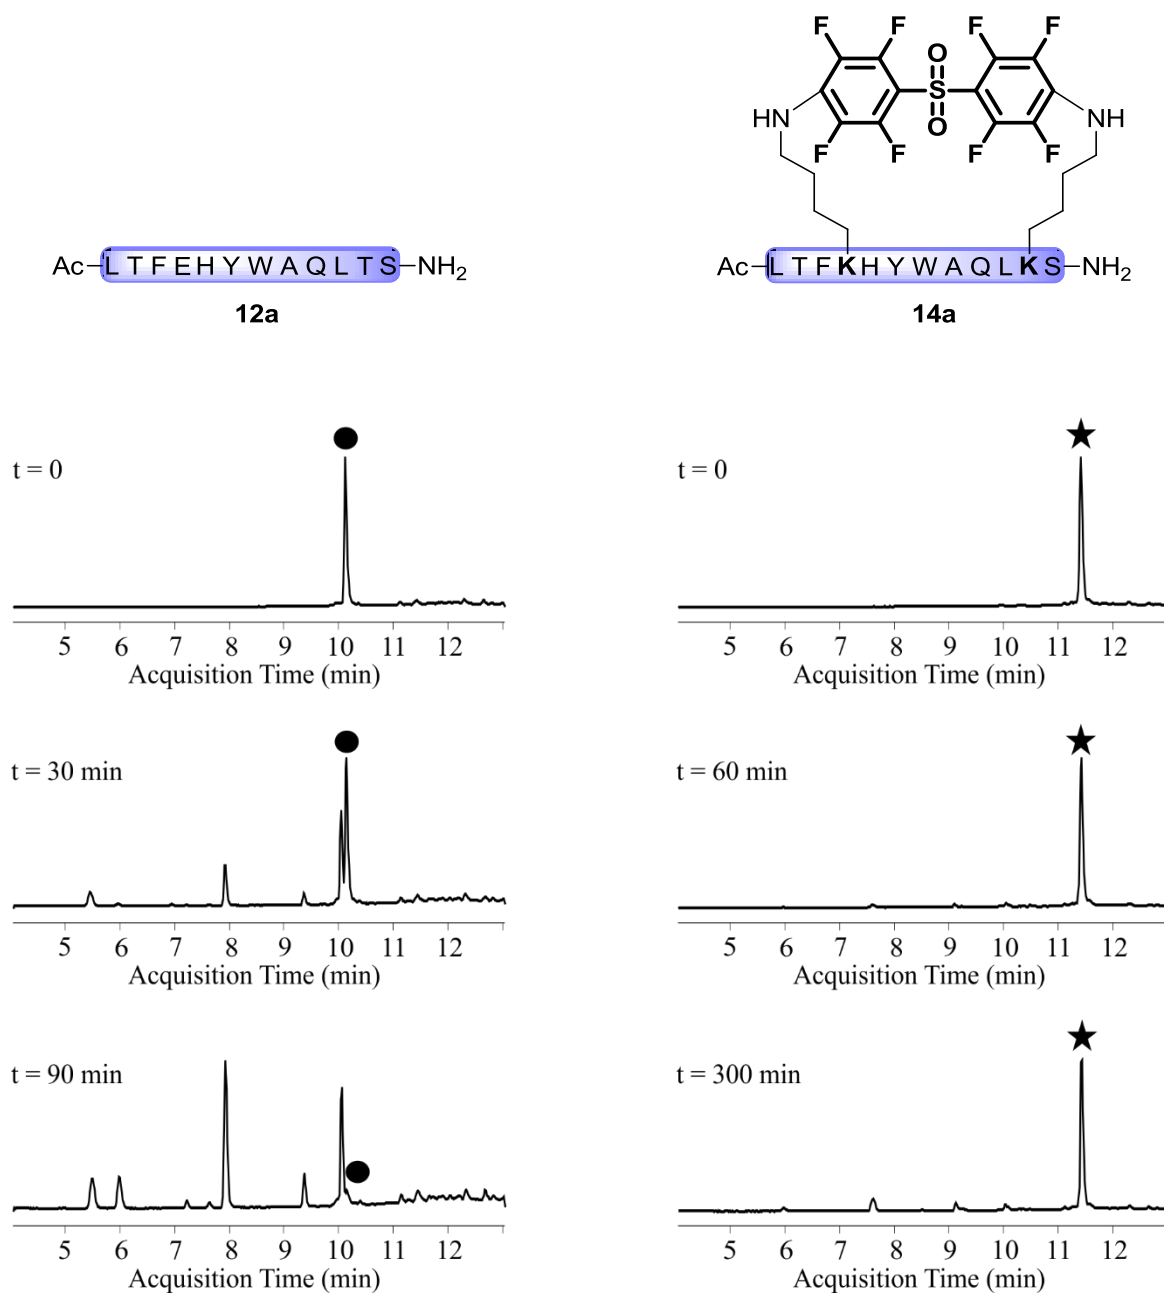 F F F F
O
S
O
HN NH
F F F F
Ac LTFEHYWAQLTS NH2
Ac LTFKHYWAQLKS NH2
12a
14a
t = 0
5 6 7 8 9 10 11 12
Acquisition Time (min)
t = 0
5 6 7 8 9 10 11 12
Acquisition Time (min)
t = 30 min
5 6 7 8 9 10 11 12
Acquisition Time (min)
t = 60 min
5 6 7 8 9 10 11 12
Acquisition Time (min)
t = 90 min
5 6 7 8 9 10 11 12
Acquisition Time (min)
t = 300 min
5 6 7 8 9 10 11 12
Acquisition Time (min)